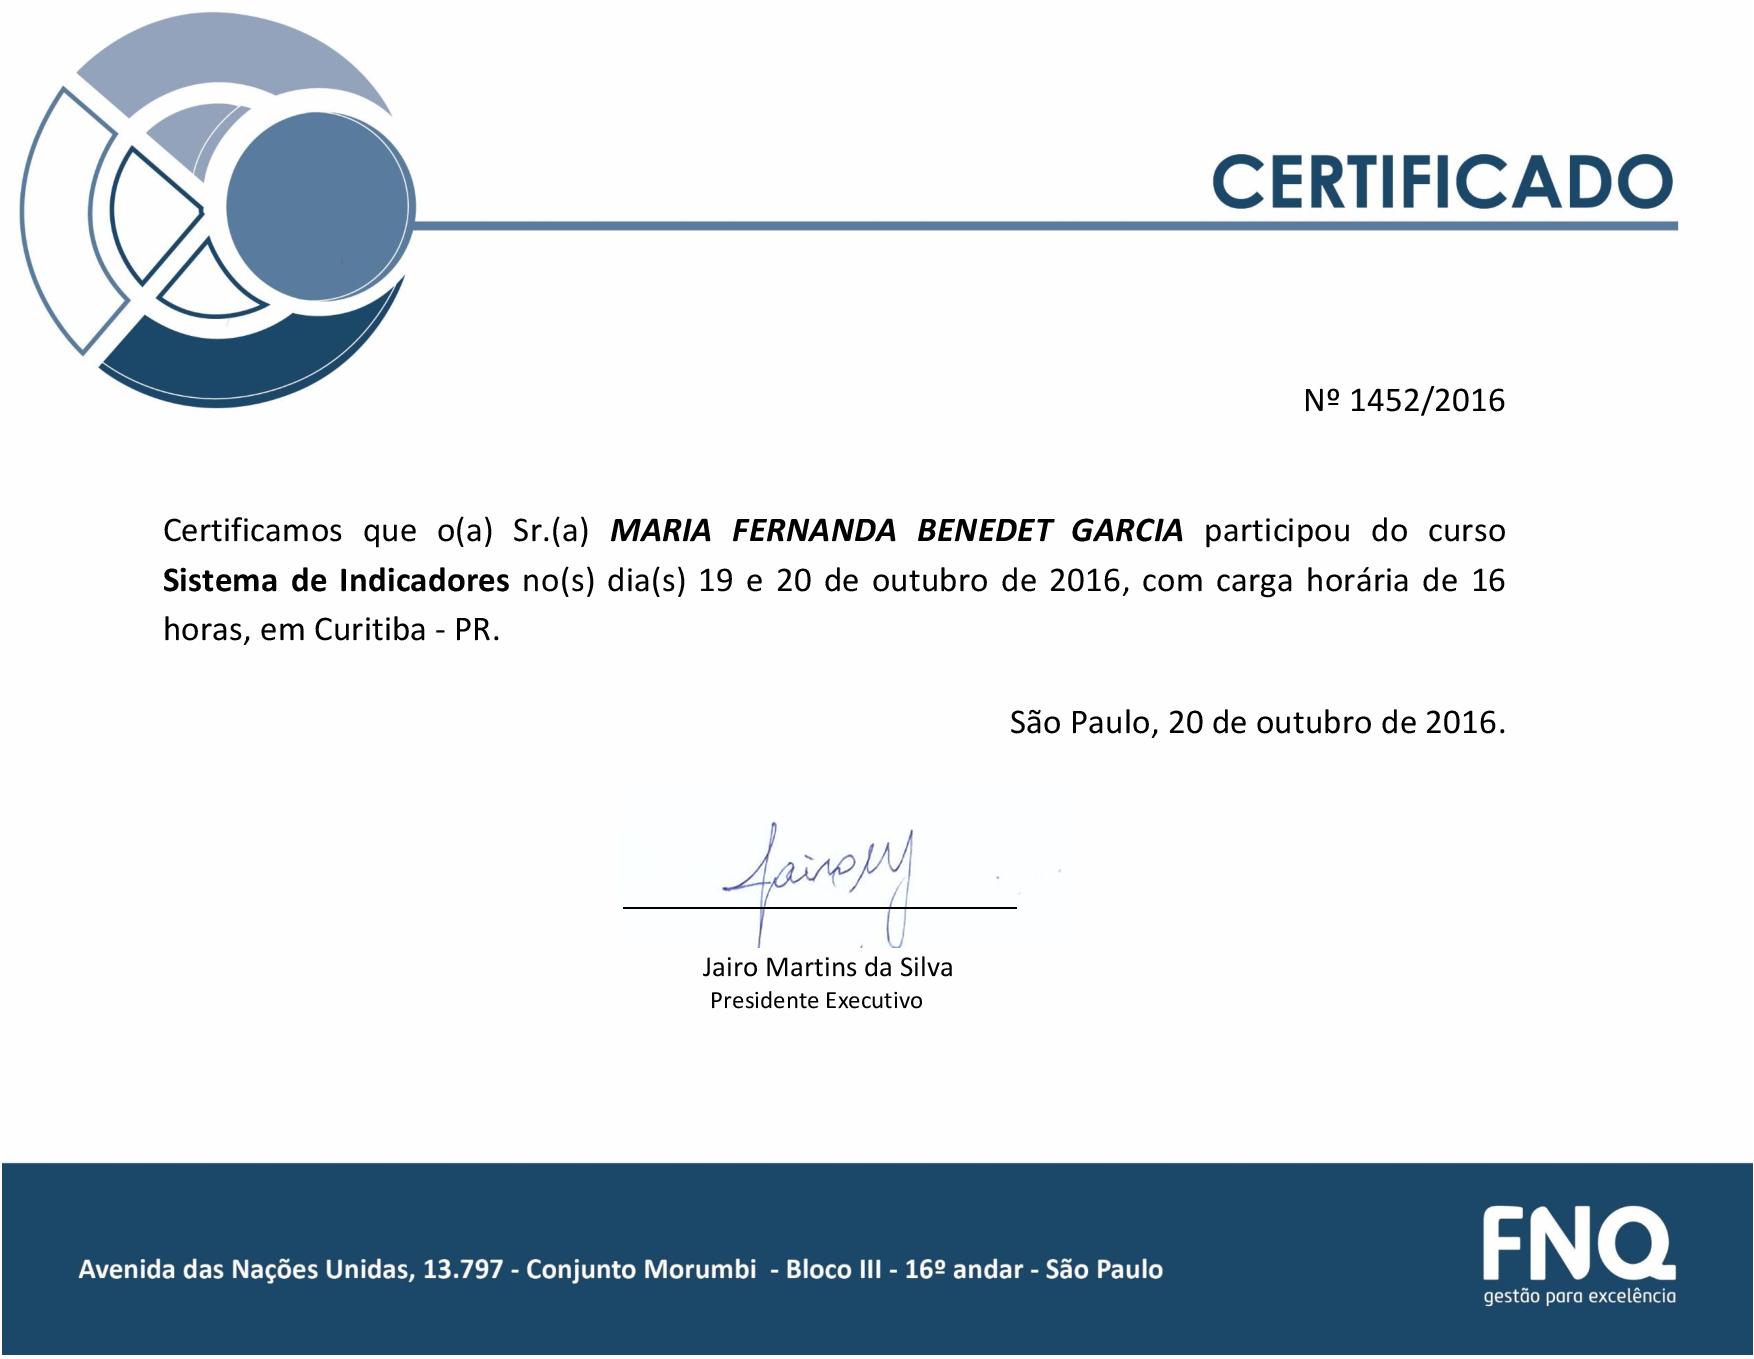 CERTIFICADO
Nº 1452/2016
Certificamos que o(a) Sr.(a) MARIA FERNANDA BENEDET GARCIA participou do curso
Sistema de Indicadores no(s) dia(s) 19 e 20 de outubro de 2016, com carga horária de 16
horas, em Curitiba - PR.
São Paulo, 20 de outubro de 2016.
Jairo Martins da Silva
Presidente Executivo
Avenida das Nações Unidas, 13.797 - Conjunto Morumbi - Bloco III - 16º andar - São Paulo
FNQ
gestão para excelência